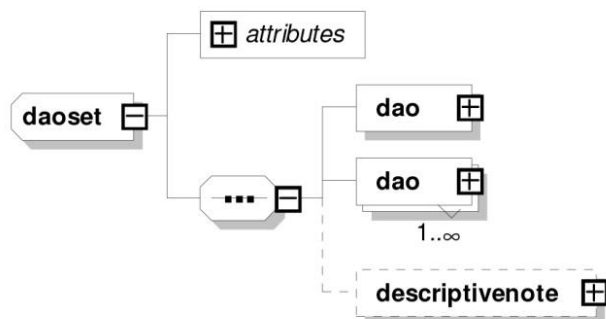 attributes
daoset
dao
dao
1..∞
descriptivenote